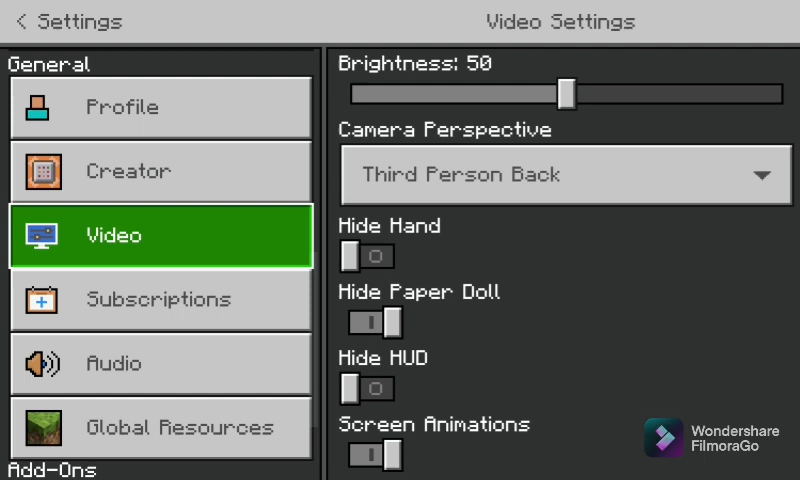 Settings
Video Settings
General
Profile
Creator
Video
Subscriptions
Audio
Global Resources
Add-Ons
Brightness: 50
Camera Perspective
Third Person Back
Hide Hand
Hide Paper Doll
Hide HUD
Screen Animations
Wondershare
FilmoraGo